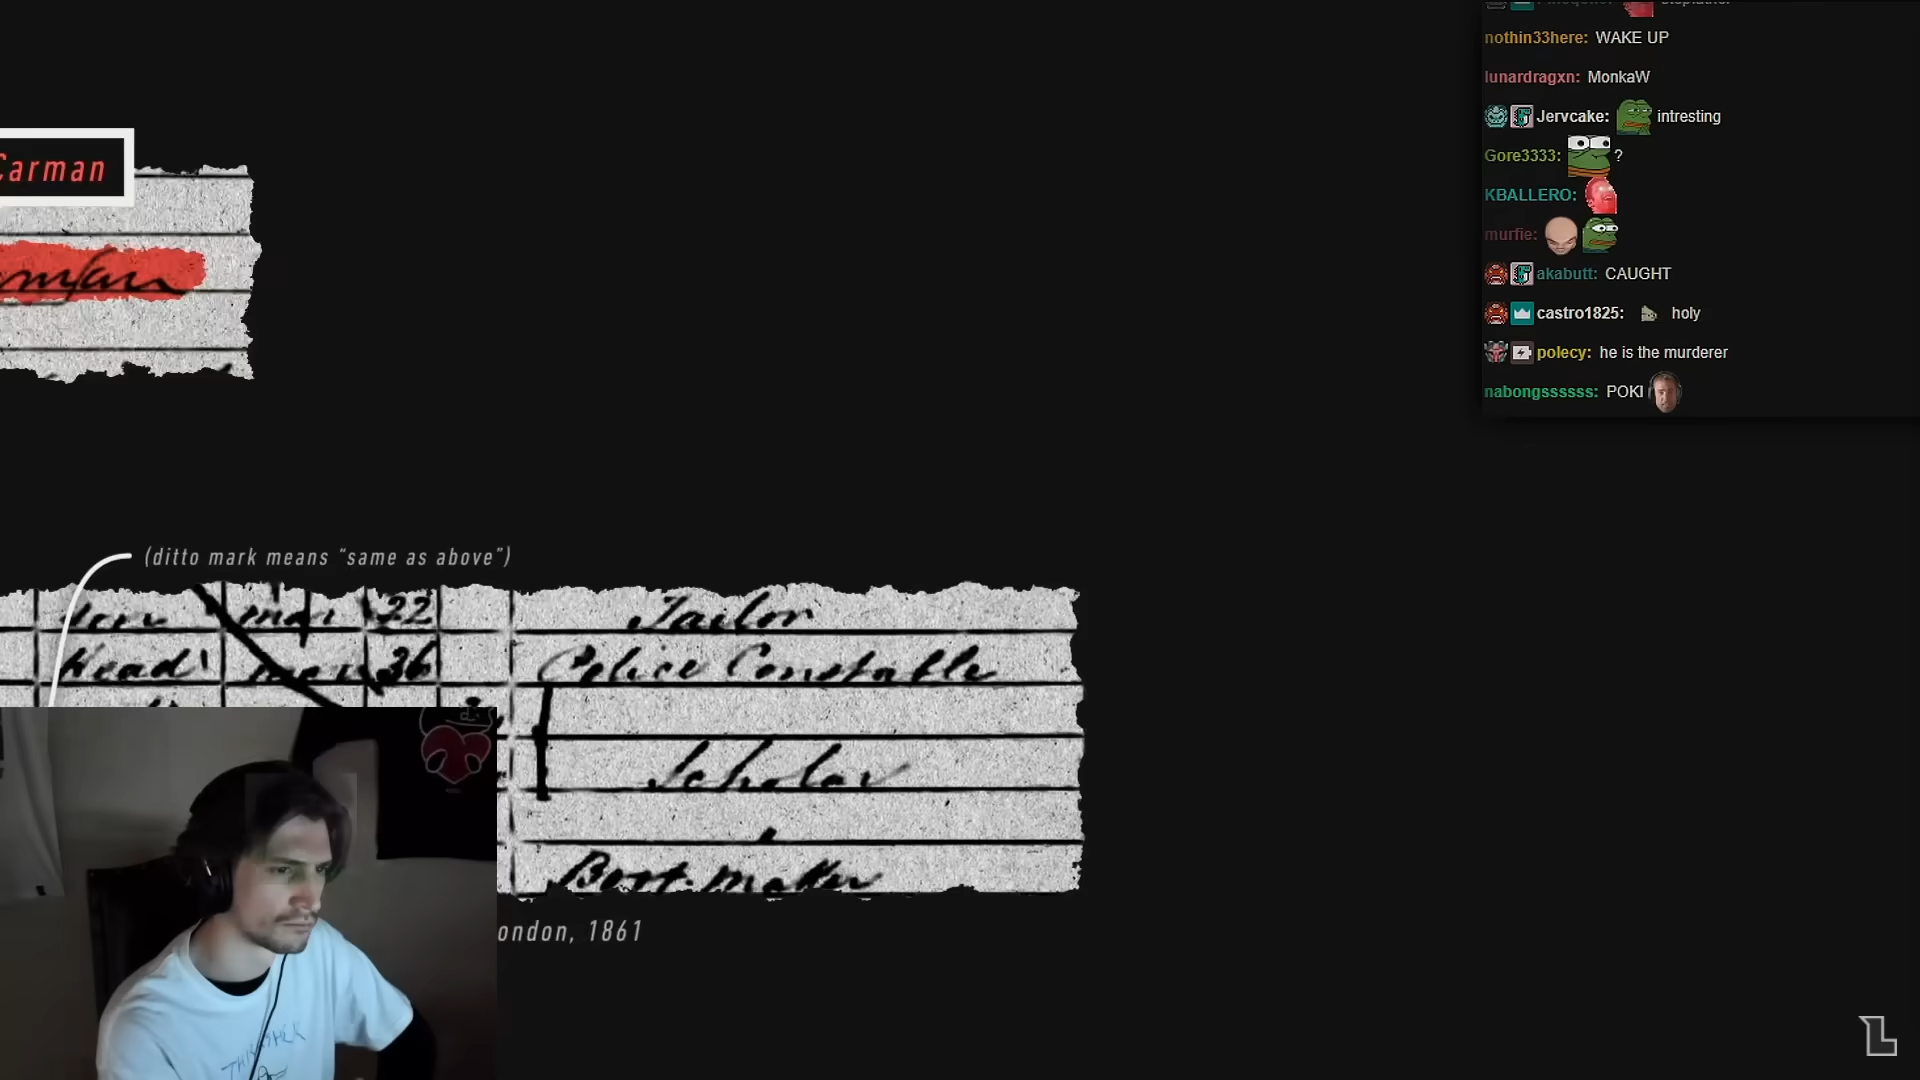 nothin33here: WAKE UP
lunardragxn: MonkaW
Jervcake: intresting
Gore3333: ?
KBALLERO:
murfie:
akabutt: CAUGHT
castro1825: holy
polecy: he is the murderer
nabongssssss: POKI
Carman
(ditto mark means “same as above”)
22
Tailor
Head
36
Police Constable
Scholar
Boot-Maker
ondon, 1861
THRASHER
L